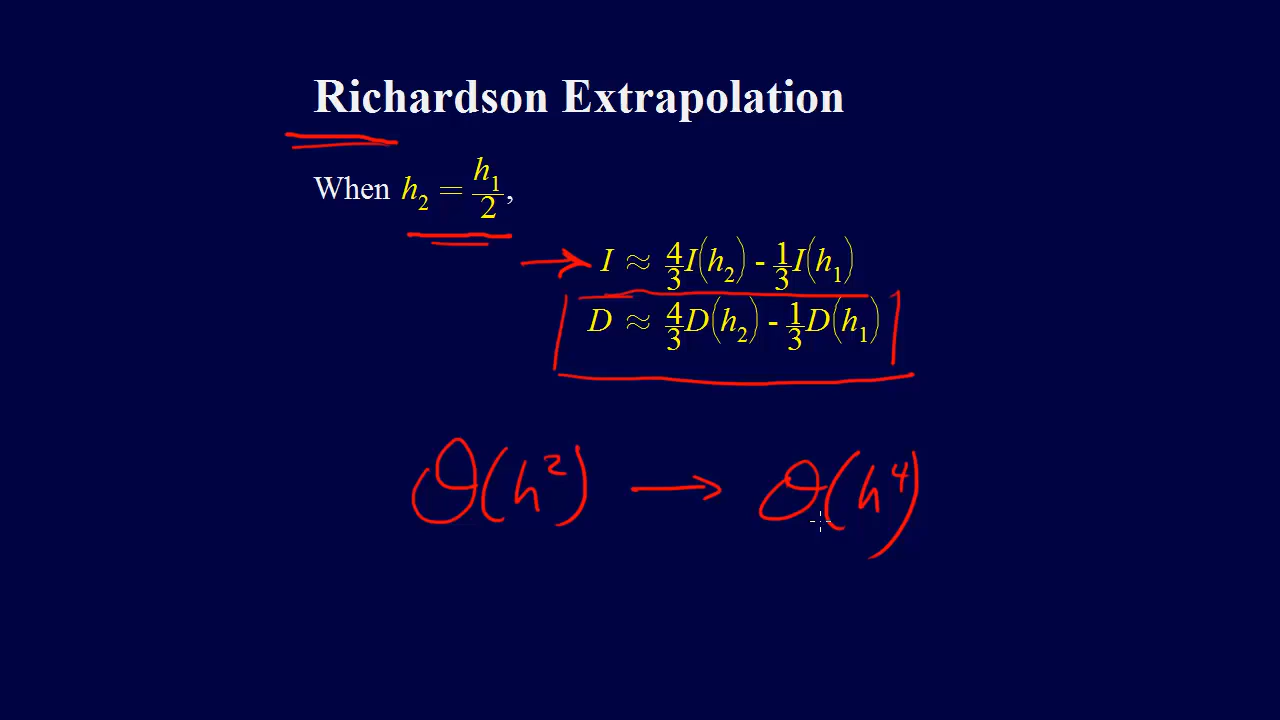 Richardson Extrapolation
When h₂ = h₁/2,
I ≈ 4/3 I(h₂) - 1/3 I(h₁)
D ≈ 4/3 D(h₂) - 1/3 D(h₁)
O(h²) → O(h⁴)